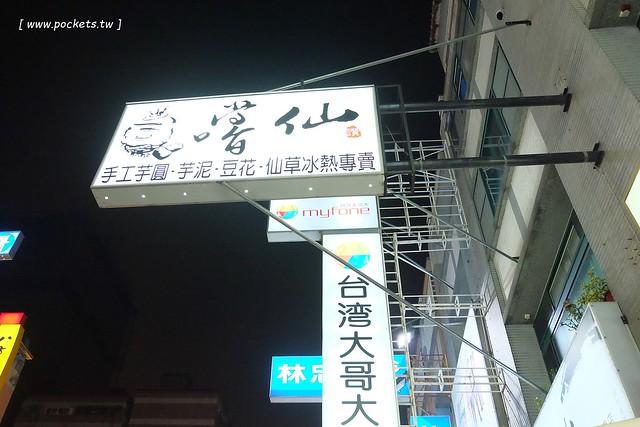 [ www.pockets.tw ]
嚐仙
手工芋圓·芋泥·豆花·仙草冰熱專賣
myfone
台湾大哥大
林